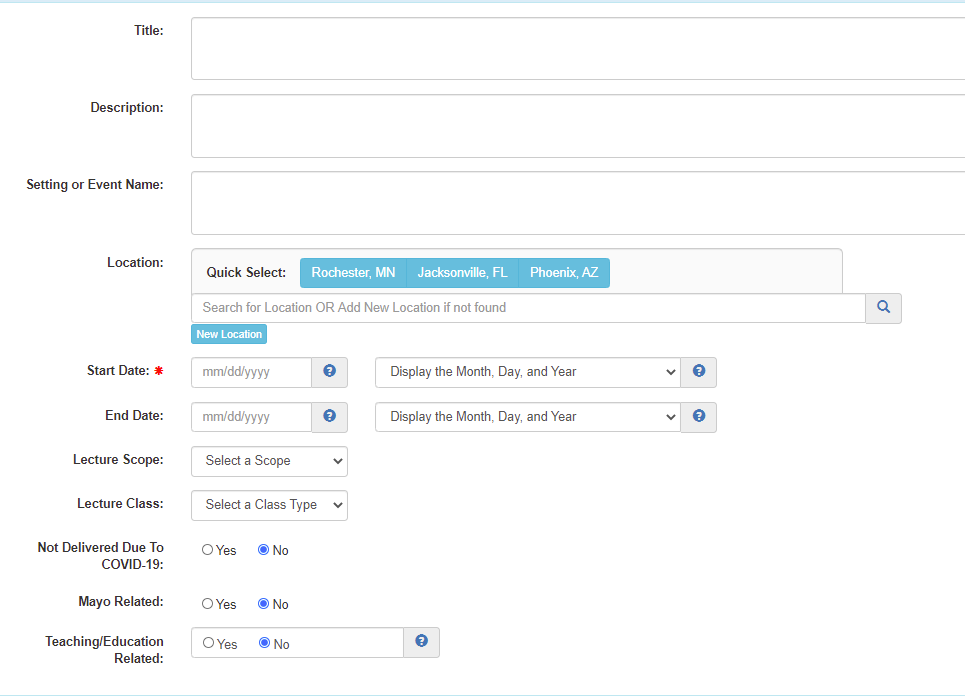 Title:
Description:
Setting or Event Name:
Location:
Quick Select: Rochester, MN Jacksonville, FL Phoenix, AZ
Search for Location OR Add New Location if not found
New Location
Start Date: * mm/dd/yyyy ? Display the Month, Day, and Year ?
End Date: mm/dd/yyyy ? Display the Month, Day, and Year ?
Lecture Scope: Select a Scope
Lecture Class: Select a Class Type
Not Delivered Due To
COVID-19:
Yes No
Mayo Related: Yes No
Teaching/Education
Related:
Yes No ?